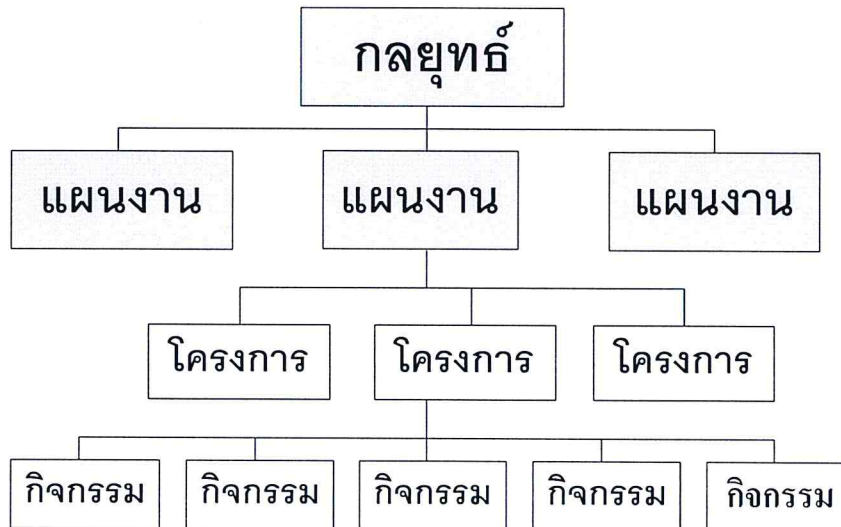 กลยุทธ์
แผนงาน แผนงาน แผนงาน
โครงการ โครงการ โครงการ
กิจกรรม กิจกรรม กิจกรรม กิจกรรม กิจกรรม